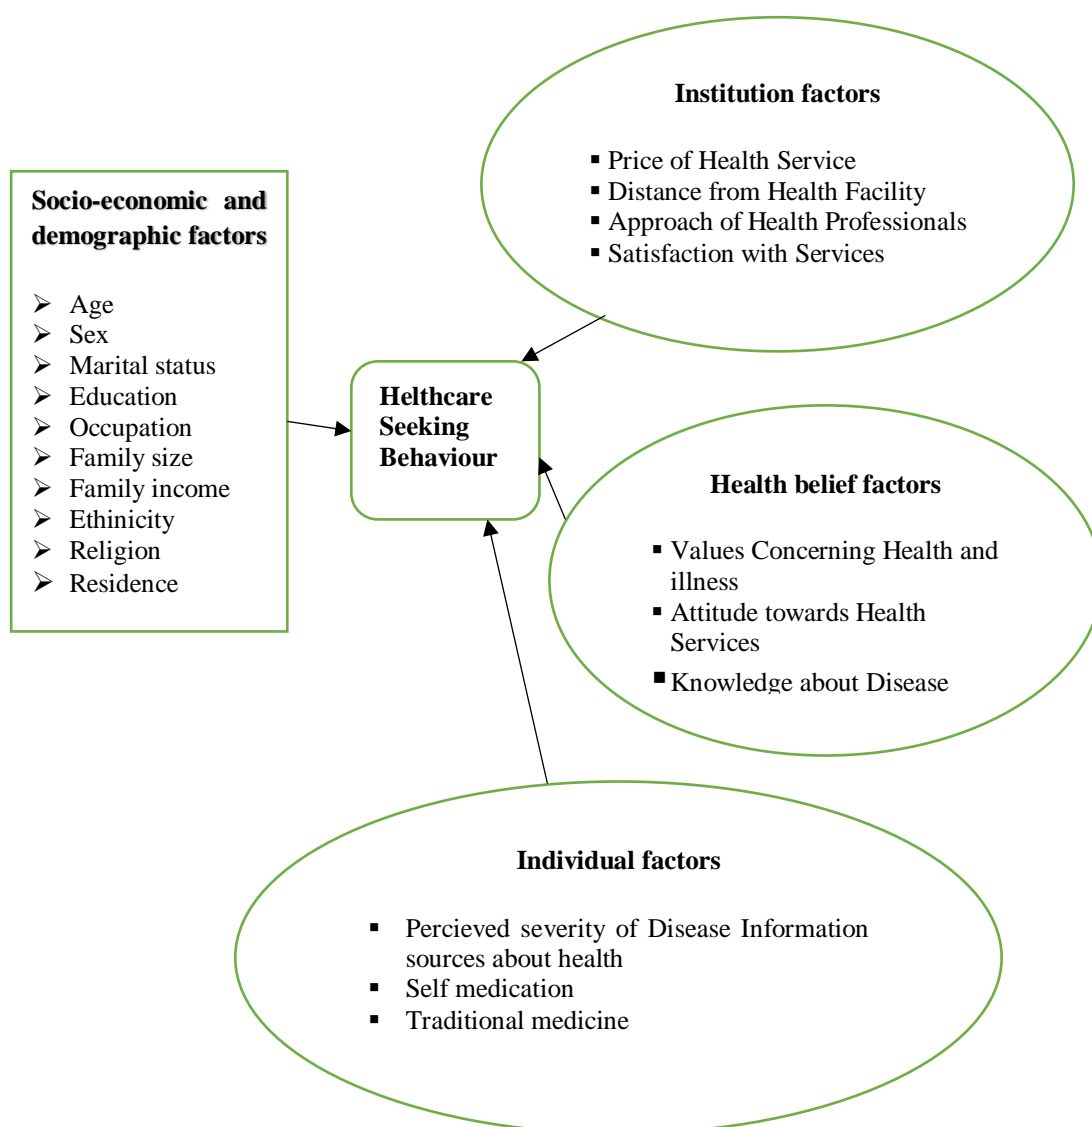 Institution factors
▪ Price of Health Service
▪ Distance from Health Facility
▪ Approach of Health Professionals
▪ Satisfaction with Services
Socio-economic and
demographic factors
➢ Age
➢ Sex
➢ Marital status
➢ Education
➢ Occupation
➢ Family size
➢ Family income
➢ Ethinicity
➢ Religion
➢ Residence
Helthcare
Seeking
Behaviour
Health belief factors
▪ Values Concerning Health and
illness
▪ Attitude towards Health
Services
▪ Knowledge about Disease
Individual factors
▪ Percieved severity of Disease Information
sources about health
▪ Self medication
▪ Traditional medicine